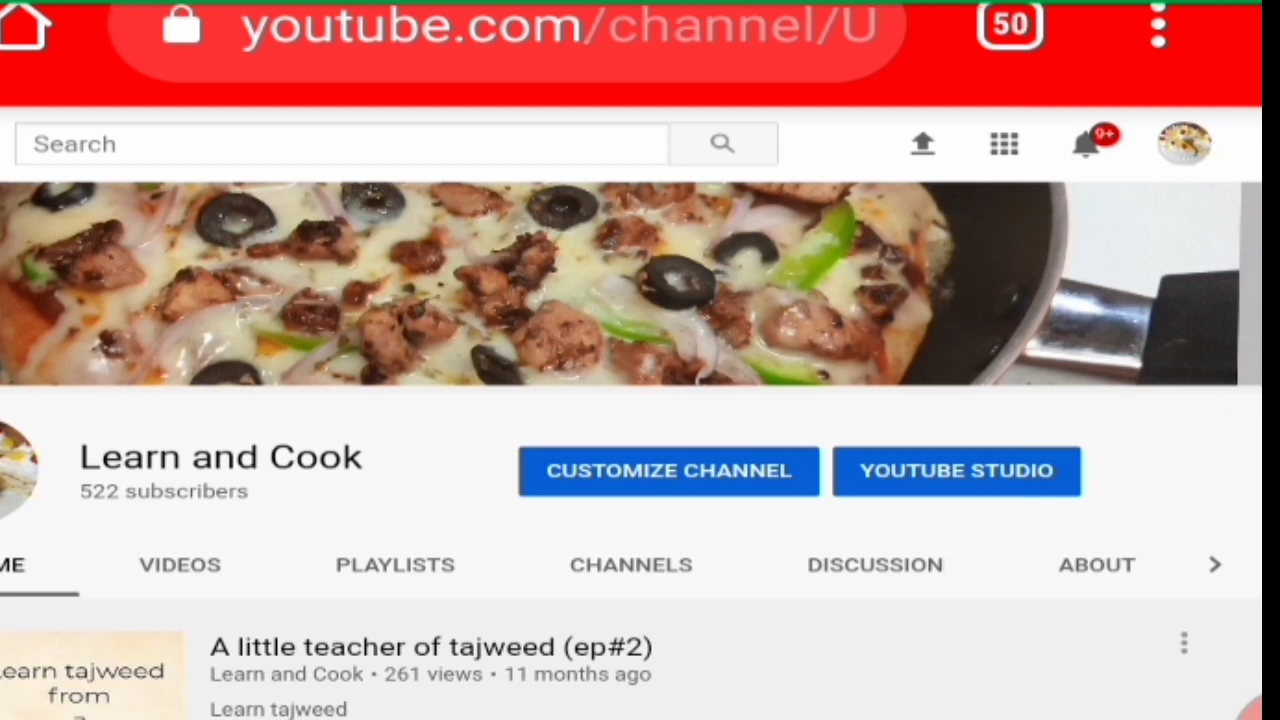 youtube.com/channel/U
50
Search
9+
Learn and Cook
522 subscribers
CUSTOMIZE CHANNEL
YOUTUBE STUDIO
ME VIDEOS PLAYLISTS CHANNELS DISCUSSION ABOUT
A little teacher of tajweed (ep#2)
Learn and Cook • 261 views • 11 months ago
Learn tajweed
earn tajweed
from